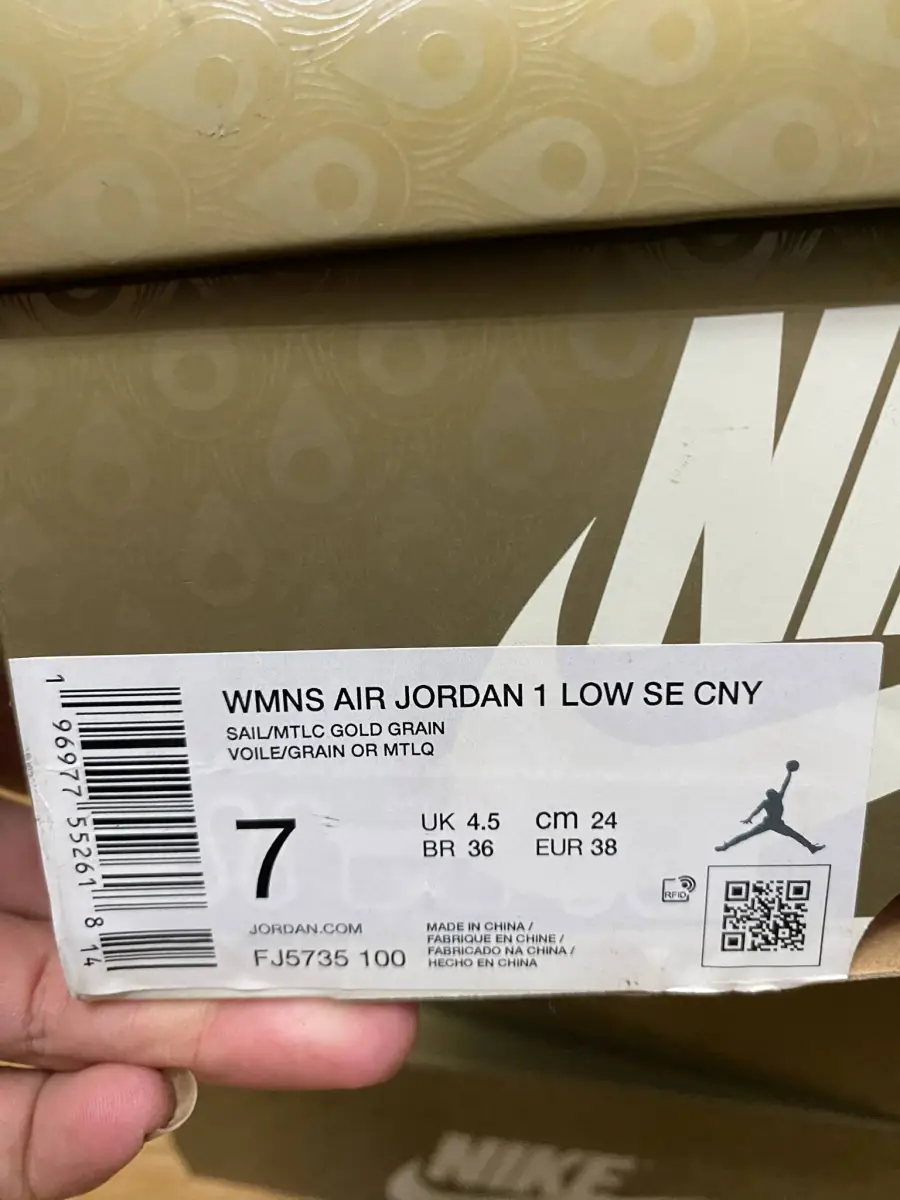 WMNS AIR JORDAN 1 LOW SE CNY
SAIL/MTLC GOLD GRAIN
VOILE/GRAIN OR MTLQ
7
UK 4.5 cm 24
BR 36 EUR 38
RFID
JORDAN.COM
FJ5735 100
MADE IN CHINA /
FABRIQUE EN CHINE /
FABRICADO NA CHINA /
HECHO EN CHINA
1 96977 55261 8 14
NIKE